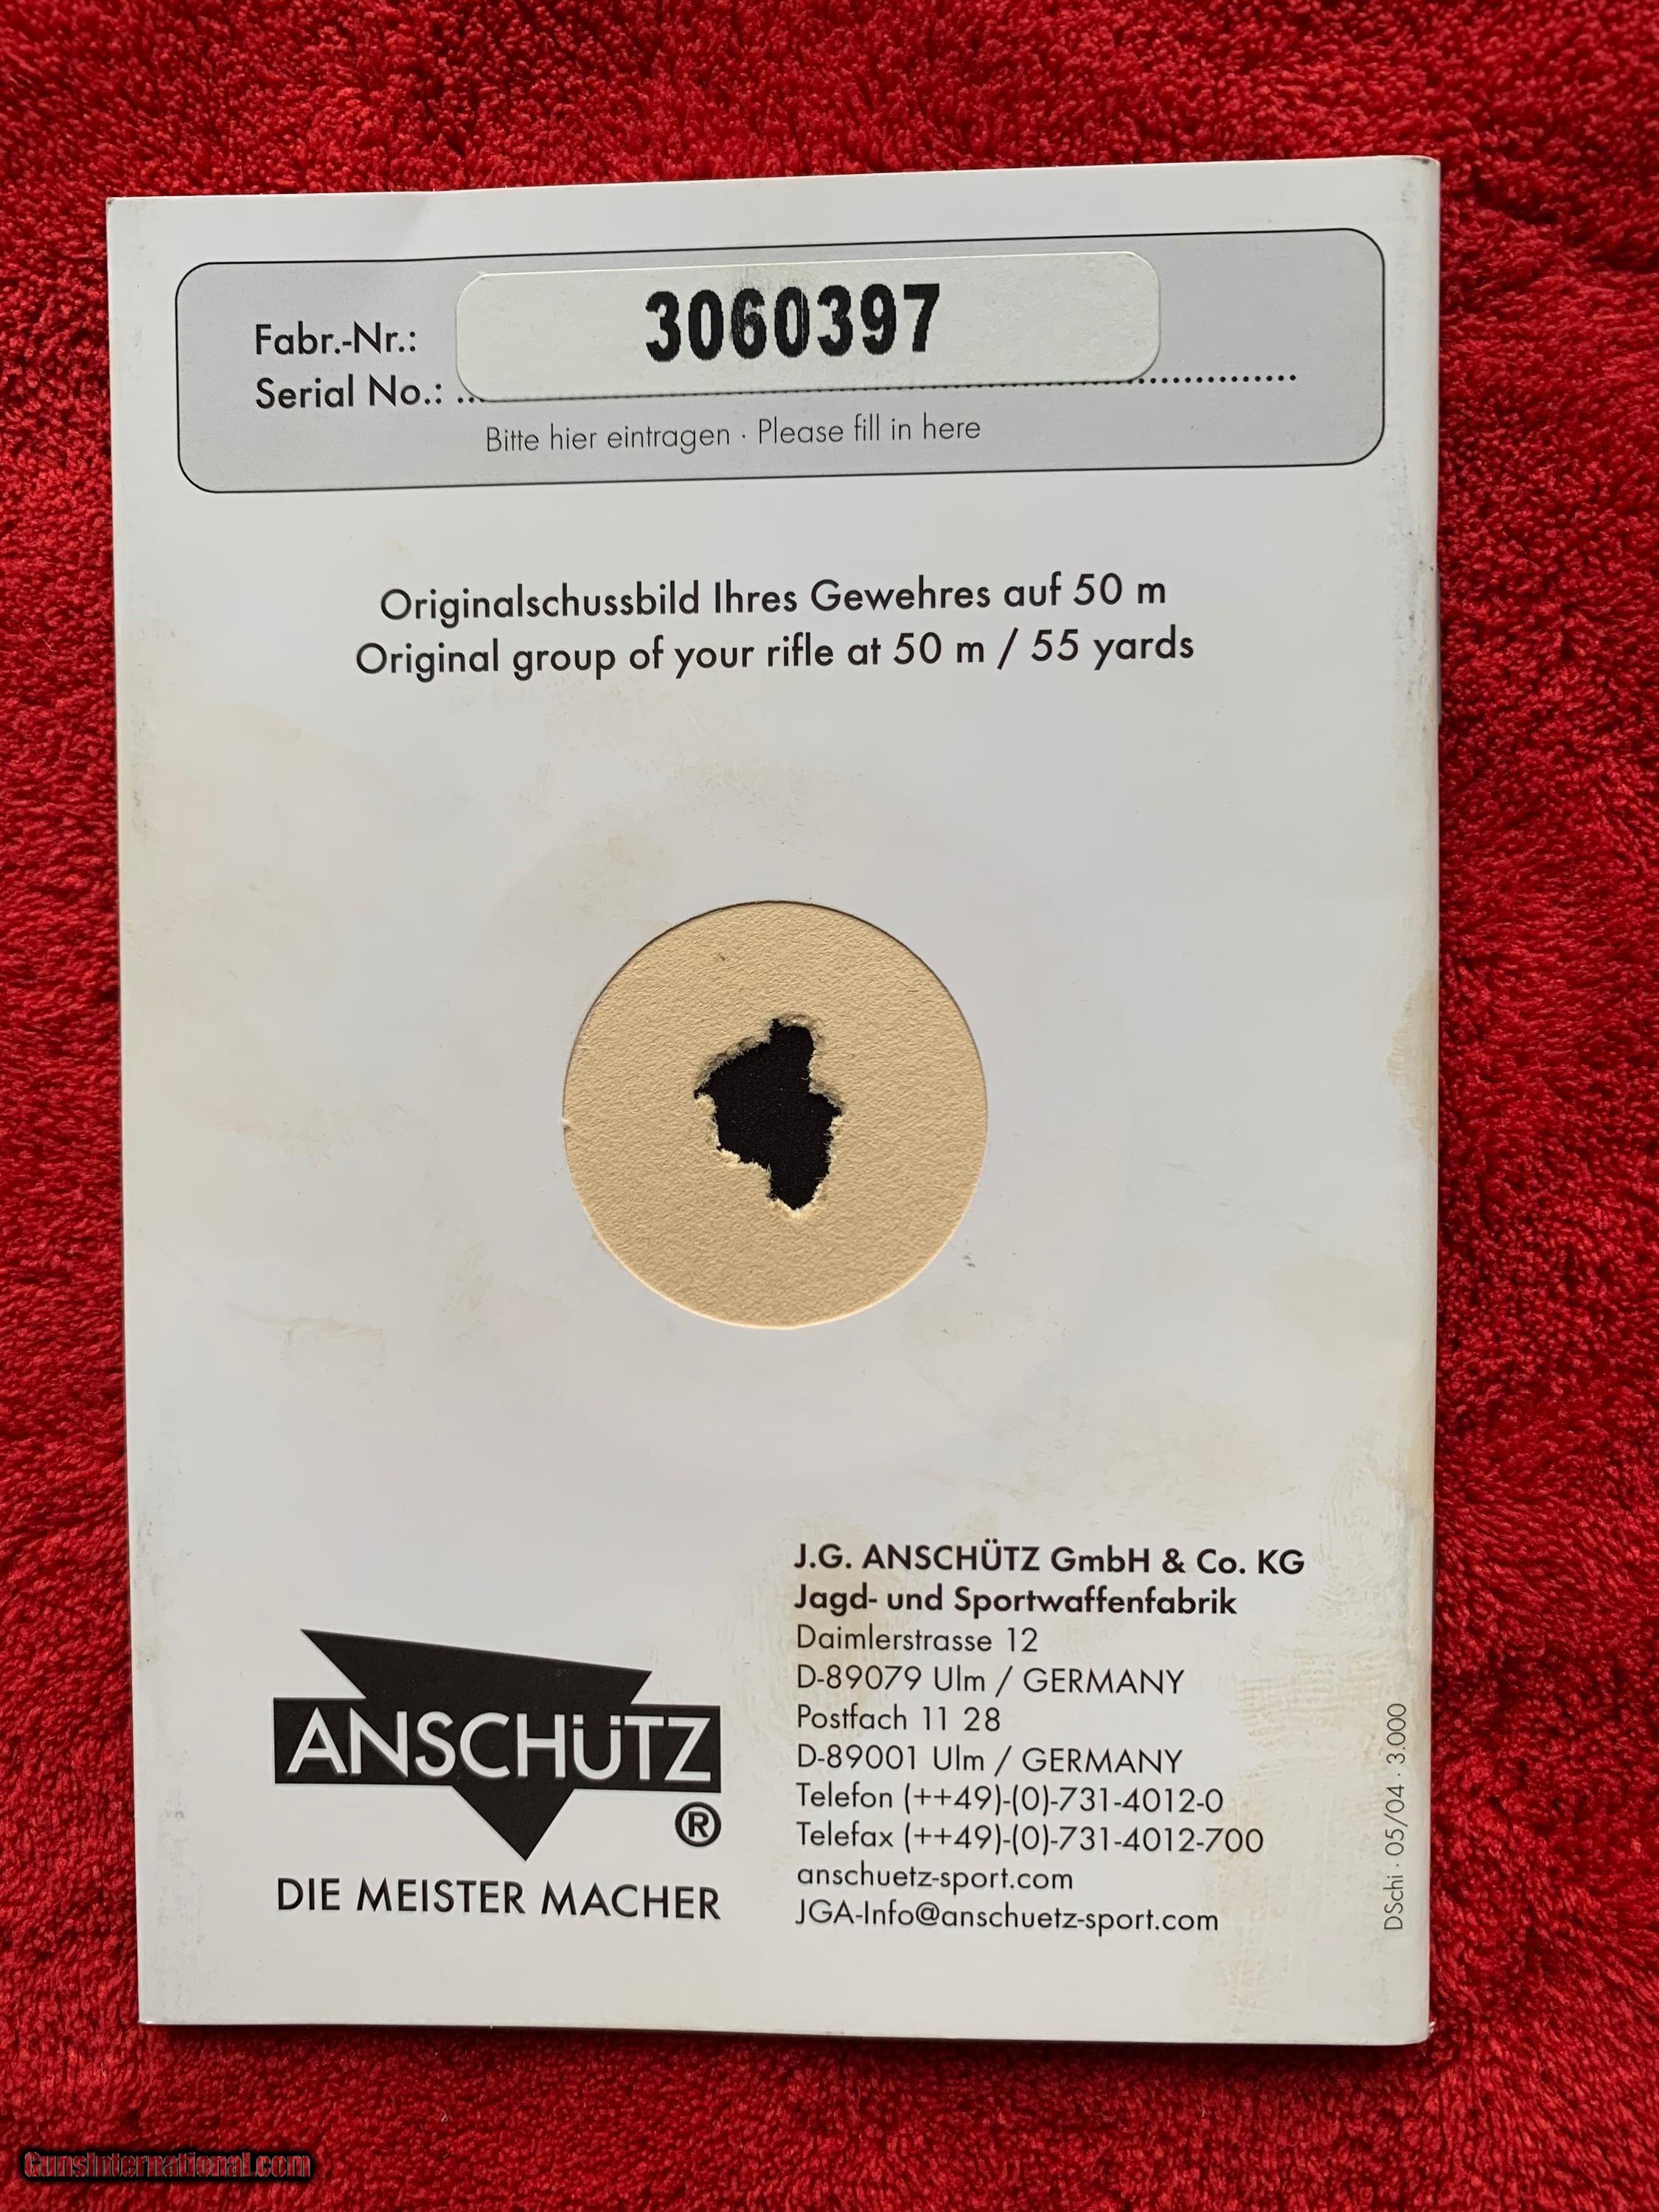 3060397
Fabr.-Nr.:
Serial No.: ...
Bitte hier eintragen · Please fill in here
Originalschussbild Ihres Gewehres auf 50 m
Original group of your rifle at 50 m / 55 yards
J.G. ANSCHÜTZ GmbH & Co. KG
Jagd- und Sportwaffenfabrik
Daimlerstrasse 12
D-89079 Ulm / GERMANY
Postfach 11 28
D-89001 Ulm / GERMANY
Telefon (++49)-(0)-731-4012-0
Telefax (++49)-(0)-731-4012-700
anschuetz-sport.com
JGA-Info@anschuetz-sport.com
ANSCHÜTZ
®
DIE MEISTER MACHER
DSchi · 05/04 · 3.000
GunsInternational.com